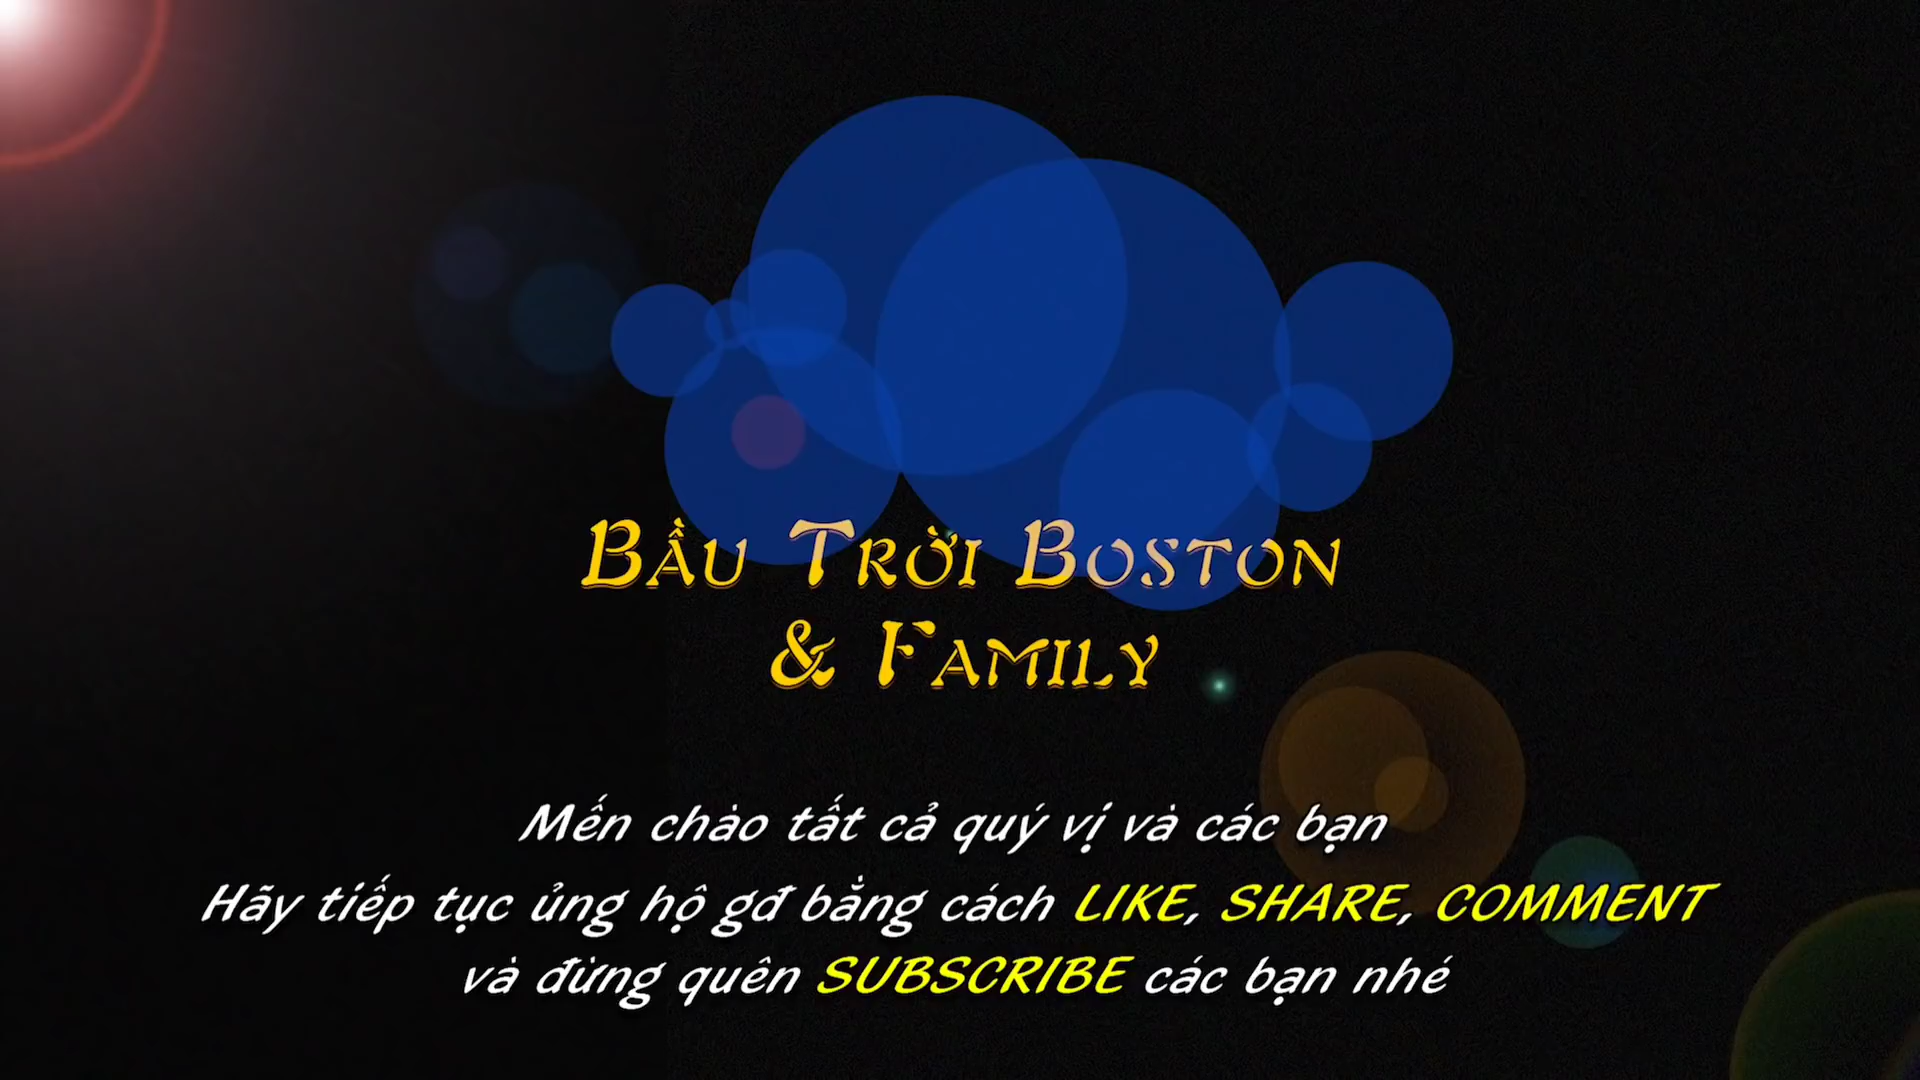 Bầu Trời Boston
& Family
Mến chào tất cả quý vị và các bạn
Hãy tiếp tục ủng hộ gđ bằng cách LIKE, SHARE, COMMENT
và đừng quên SUBSCRIBE các bạn nhé